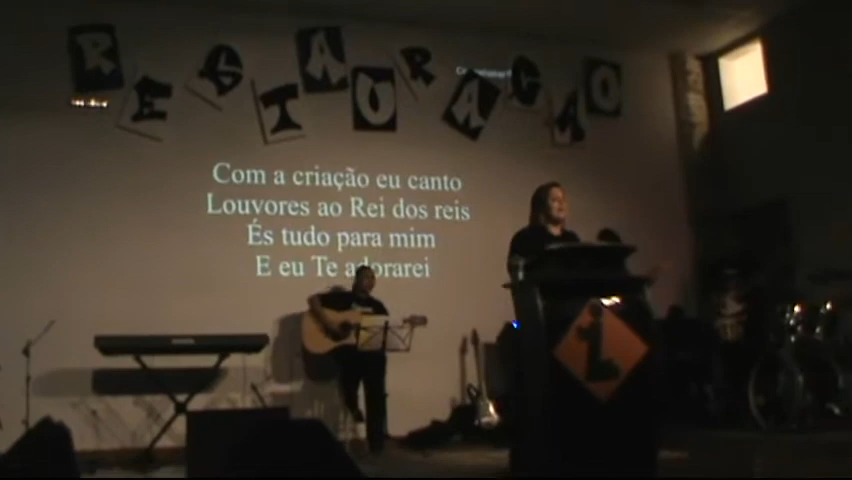 RESTAURAÇÃO
Com a criação eu canto
Louvores ao Rei dos reis
És tudo para mim
E eu Te adorarei